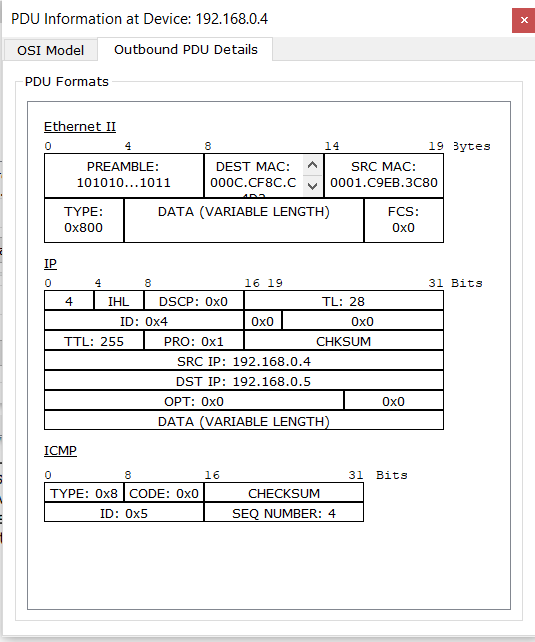 PDU Information at Device: 192.168.0.4
OSI Model Outbound PDU Details
PDU Formats
Ethernet II
0 4 8 14 19 Bytes
PREAMBLE: 101010...1011 DEST MAC: 000C.CF8C.C SRC MAC: 0001.C9EB.3C80
TYPE: 0x800 DATA (VARIABLE LENGTH) FCS: 0x0
IP
0 4 8 16 19 31 Bits
4 IHL DSCP: 0x0 TL: 28
ID: 0x4 0x0 0x0
TTL: 255 PRO: 0x1 CHKSUM
SRC IP: 192.168.0.4
DST IP: 192.168.0.5
OPT: 0x0 0x0
DATA (VARIABLE LENGTH)
ICMP
0 8 16 31 Bits
TYPE: 0x8 CODE: 0x0 CHECKSUM
ID: 0x5 SEQ NUMBER: 4